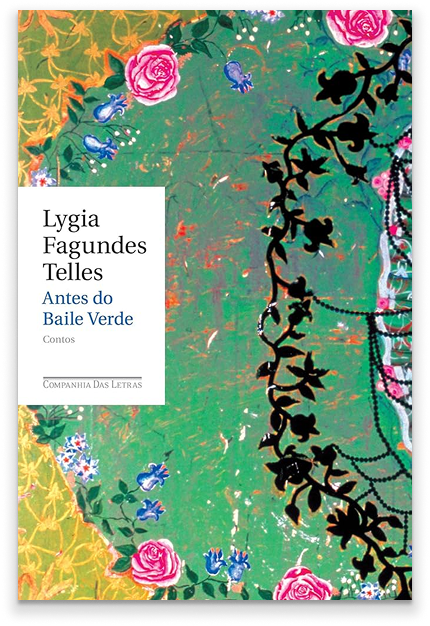 Lygia
Fagundes
Telles
Antes do
Baile Verde
Contos
COMPANHIA DAS LETRAS